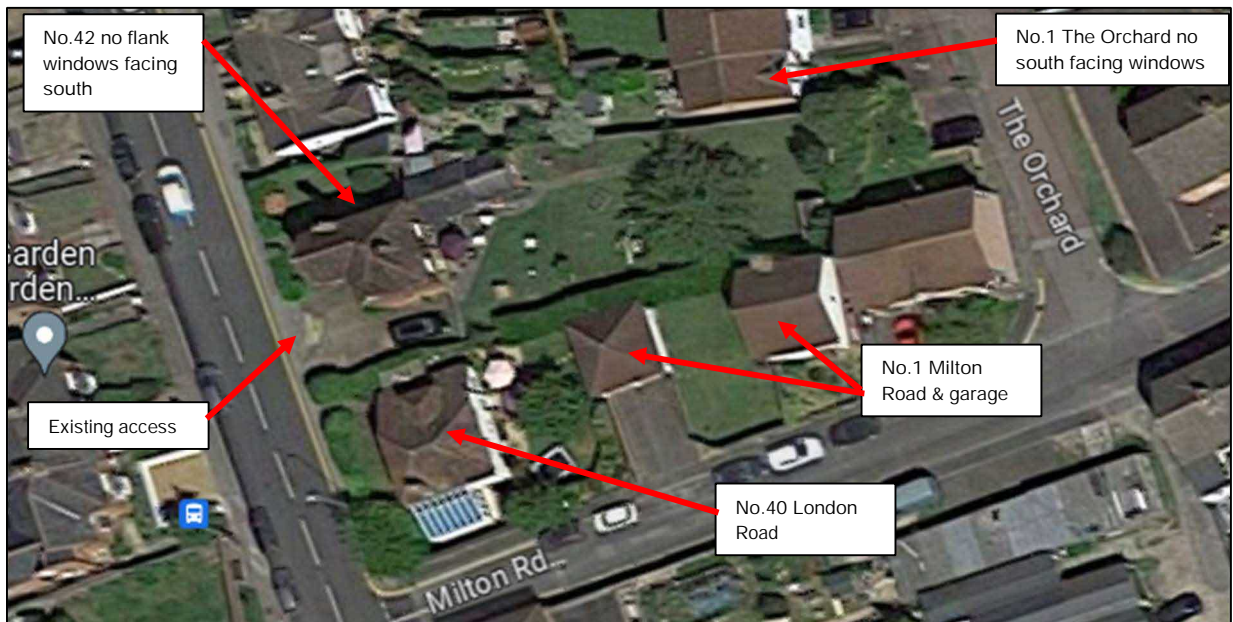 No.42 no flank
windows facing
south
No.1 The Orchard no
south facing windows
The Orchard
Garden
rden...
Existing access
No.1 Milton
Road & garage
No.40 London
Road
Milton Rd...